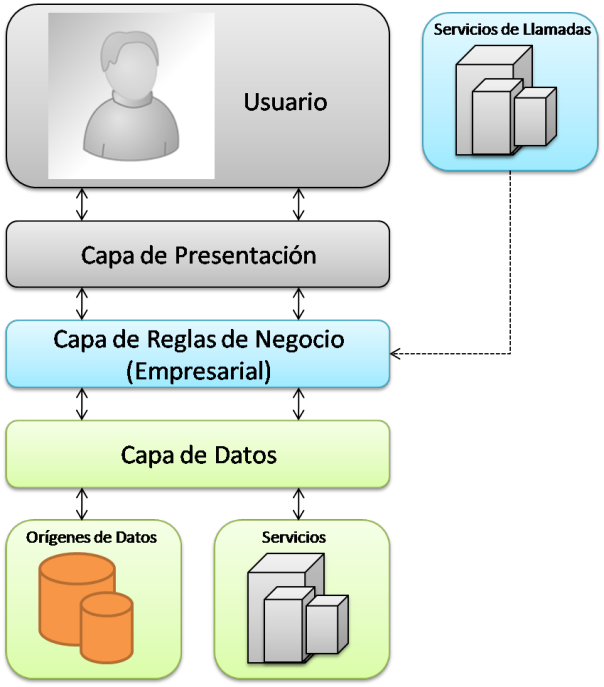 Usuario
Servicios de Llamadas
Capa de Presentación
Capa de Reglas de Negocio
(Empresarial)
Capa de Datos
Orígenes de Datos
Servicios